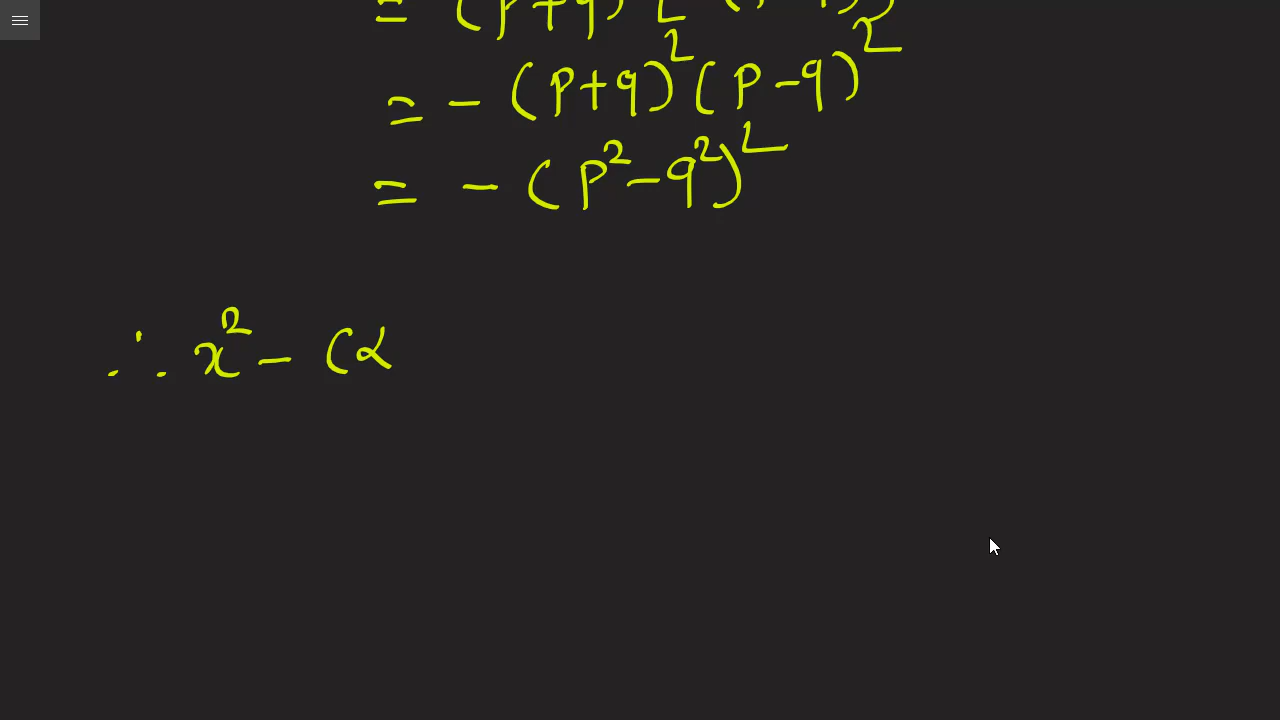 = - (p+q)²(p-q)²
= - (p²-q²)²
∴ x² - (α